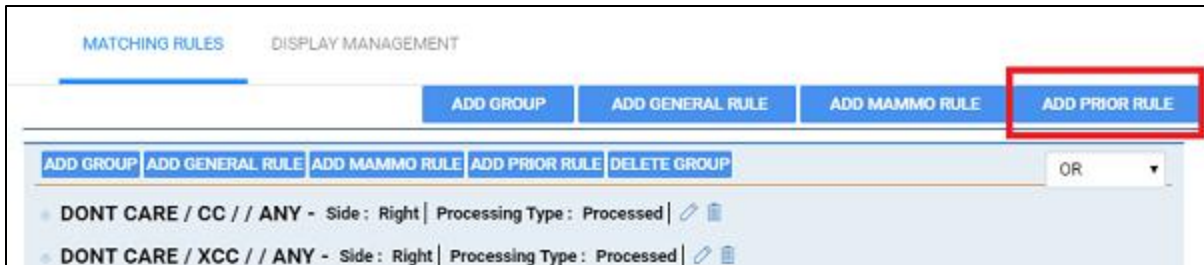 MATCHING RULES DISPLAY MANAGEMENT
ADD GROUP ADD GENERAL RULE ADD MAMMO RULE ADD PRIOR RULE
ADD GROUP ADD GENERAL RULE ADD MAMMO RULE ADD PRIOR RULE DELETE GROUP OR
DONT CARE / CC / / ANY - Side : Right | Processing Type : Processed |
DONT CARE / XCC / / ANY - Side : Right | Processing Type : Processed |